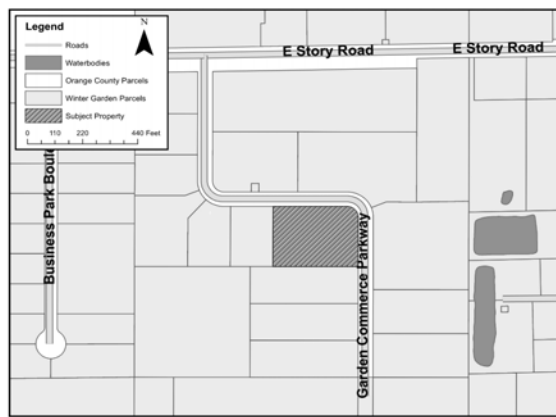 Legend
Roads
Waterbodies
Orange County Parcels
Winter Garden Parcels
Subject Property
0 110 220 440 Feet
N
E Story Road
E Story Road
Business Park Boule
Garden Commerce Parkway